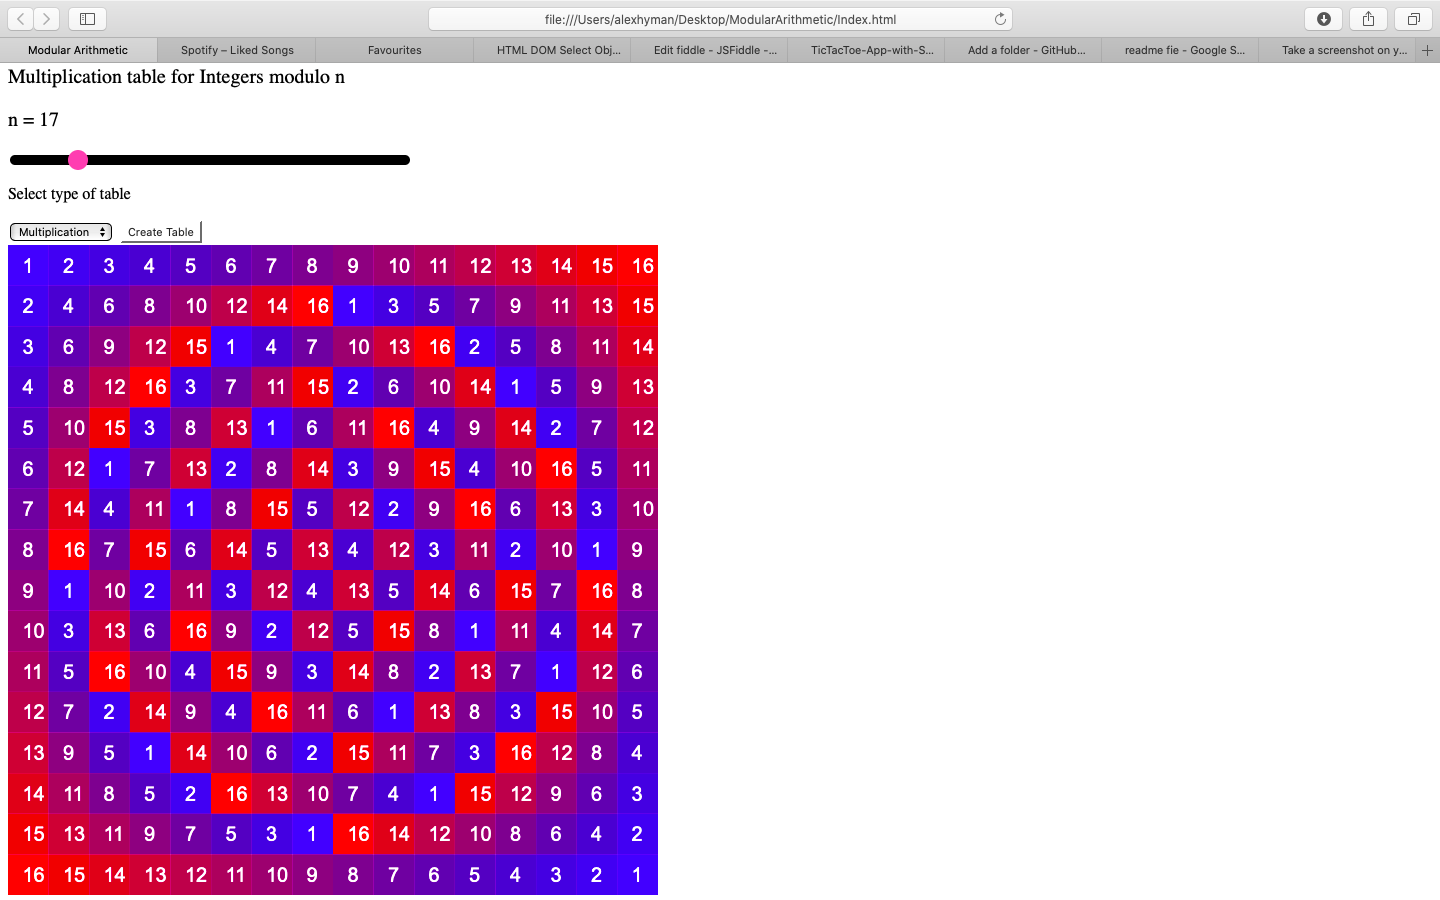 file:///Users/alexhyman/Desktop/ModularArithmetic/Index.html
Modular Arithmetic Spotify – Liked Songs Favourites HTML DOM Select Obj... Edit fiddle - JSFiddle -... TicTacToe-App-with-S... Add a folder - GitHub... readme fie - Google S... Take a screenshot on y... +
Multiplication table for Integers modulo n
n = 17
Select type of table
Multiplication Create Table
1 2 3 4 5 6 7 8 9 10 11 12 13 14 15 16
2 4 6 8 10 12 14 16 1 3 5 7 9 11 13 15
3 6 9 12 15 1 4 7 10 13 16 2 5 8 11 14
4 8 12 16 3 7 11 15 2 6 10 14 1 5 9 13
5 10 15 3 8 13 1 6 11 16 4 9 14 2 7 12
6 12 1 7 13 2 8 14 3 9 15 4 10 16 5 11
7 14 4 11 1 8 15 5 12 2 9 16 6 13 3 10
8 16 7 15 6 14 5 13 4 12 3 11 2 10 1 9
9 1 10 2 11 3 12 4 13 5 14 6 15 7 16 8
10 3 13 6 16 9 2 12 5 15 8 1 11 4 14 7
11 5 16 10 4 15 9 3 14 8 2 13 7 1 12 6
12 7 2 14 9 4 16 11 6 1 13 8 3 15 10 5
13 9 5 1 14 10 6 2 15 11 7 3 16 12 8 4
14 11 8 5 2 16 13 10 7 4 1 15 12 9 6 3
15 13 11 9 7 5 3 1 16 14 12 10 8 6 4 2
16 15 14 13 12 11 10 9 8 7 6 5 4 3 2 1